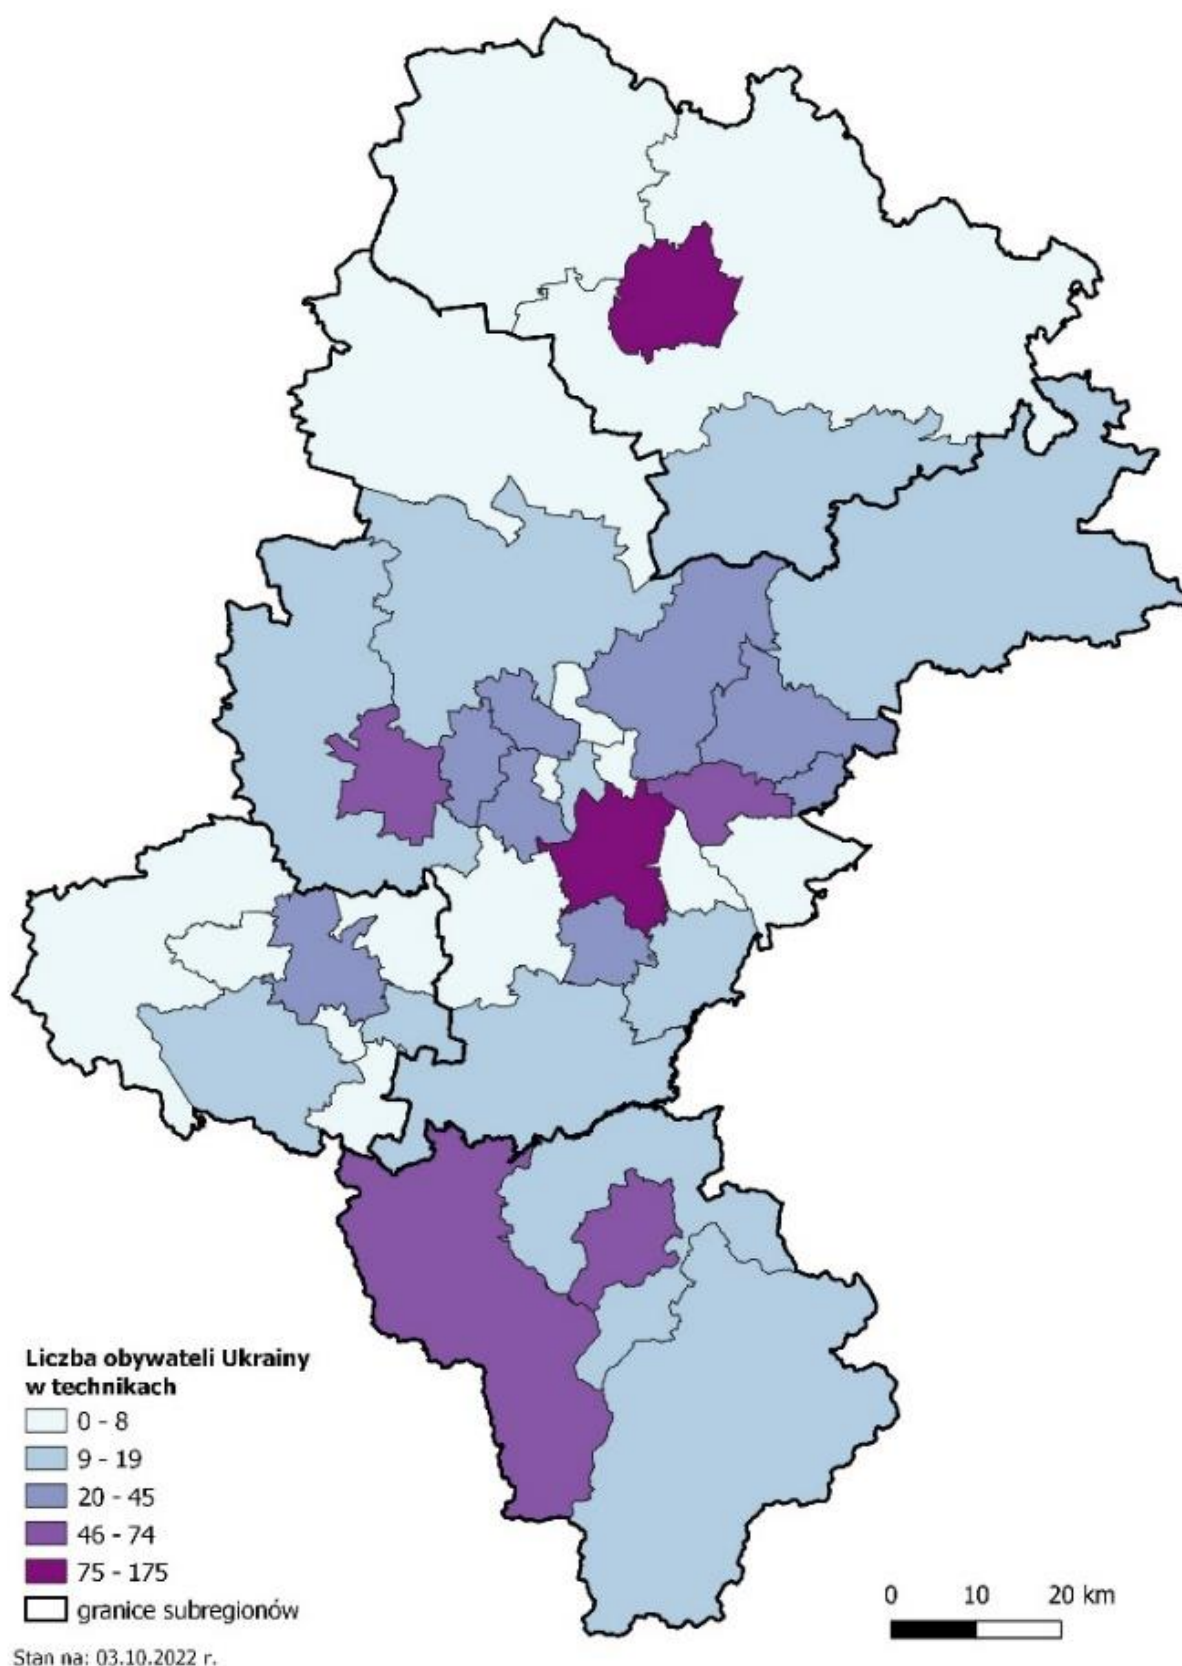 Liczba obywateli Ukrainy
w technikach
0 - 8
9 - 19
20 - 45
46 - 74
75 - 175
granice subregionów
0 10 20 km
Stan na: 03.10.2022 r.